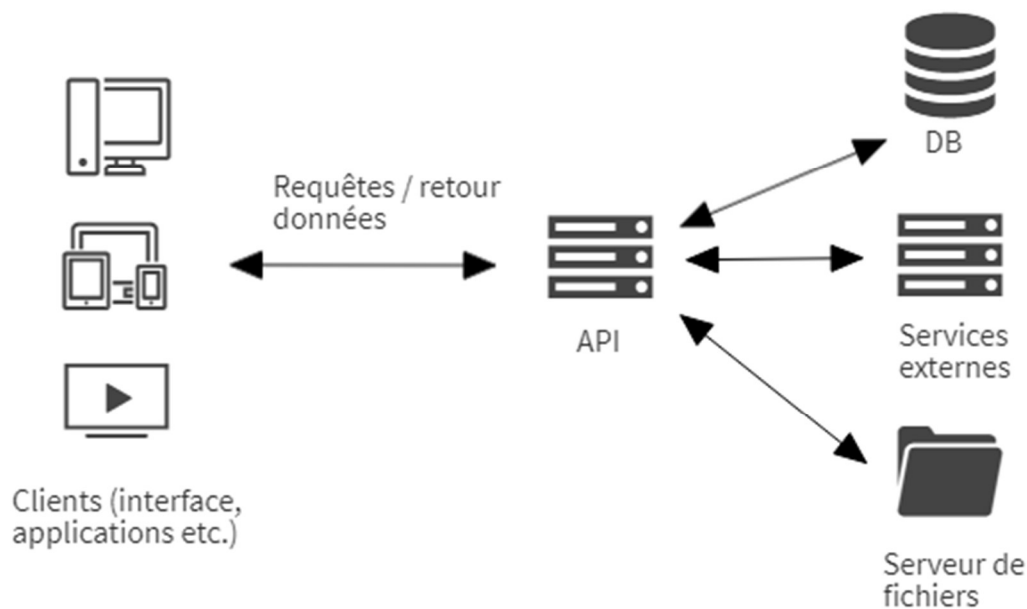 DB
Requêtes / retour
données
API
Services
externes
Clients (interface,
applications etc.)
Serveur de
fichiers